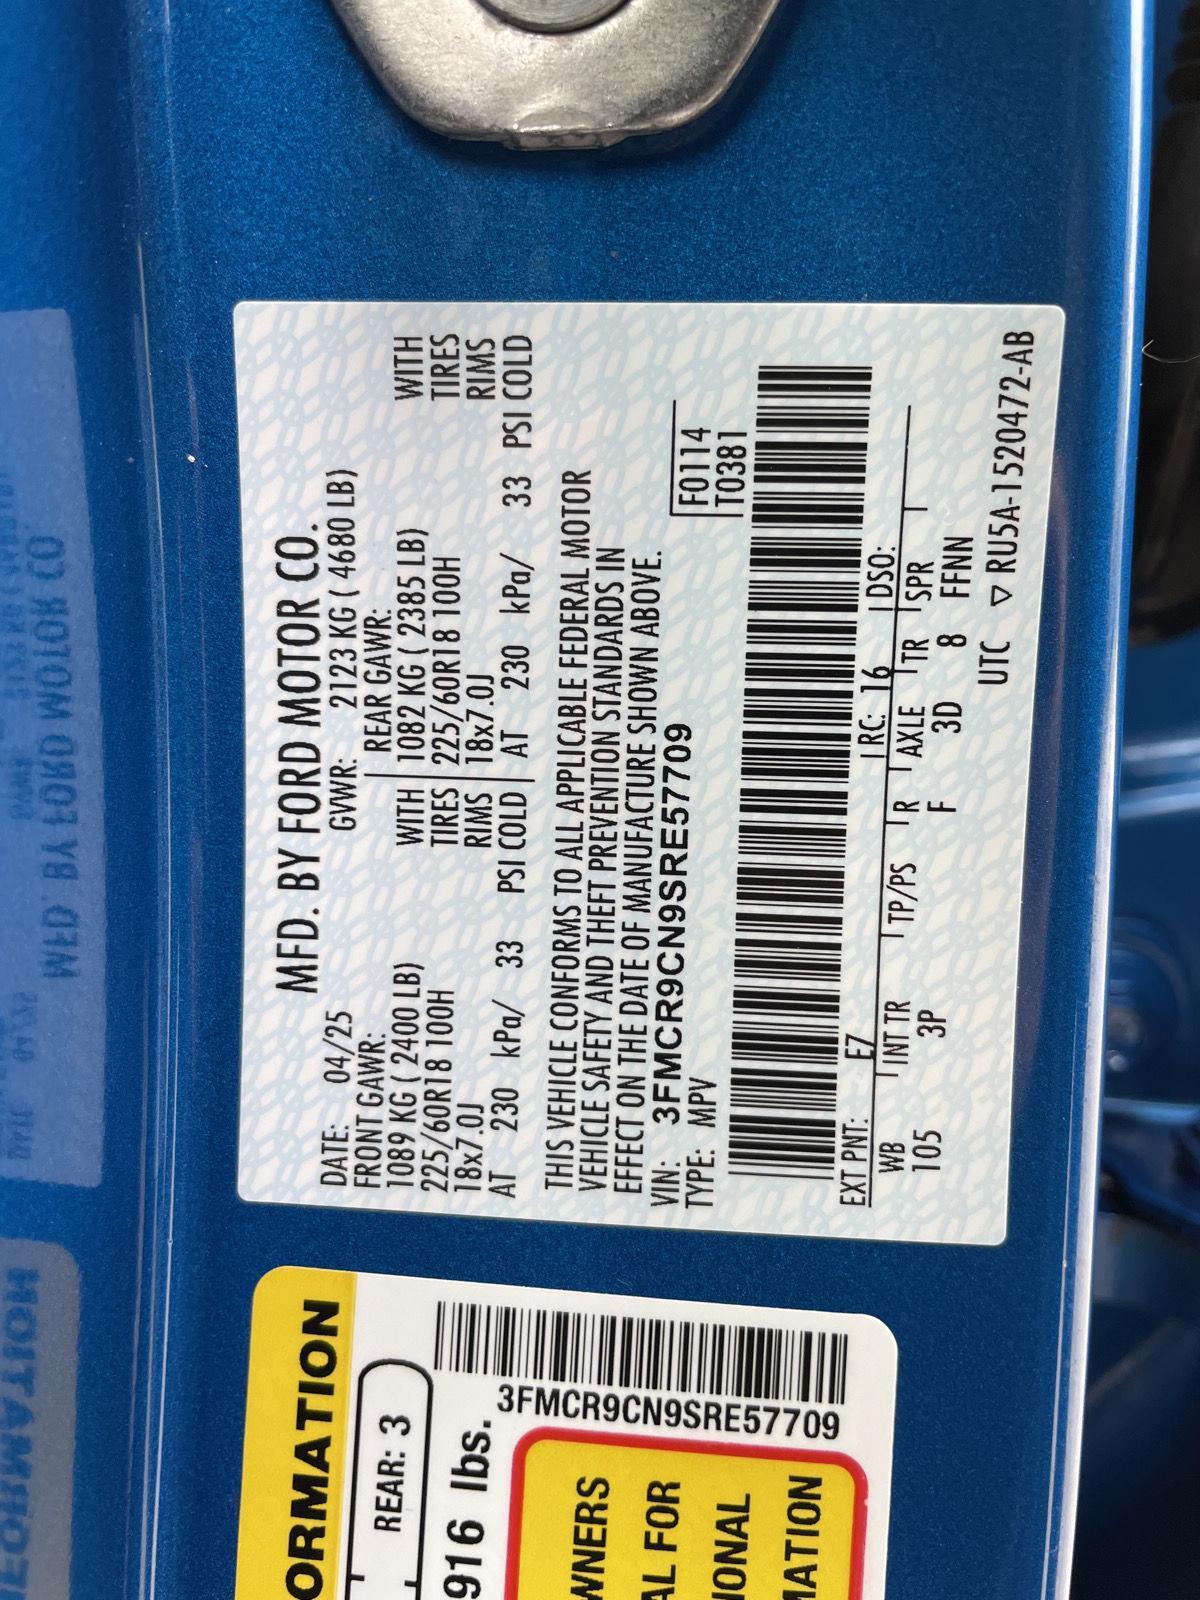 MFD. BY FORD MOTOR CO.
DATE: 04/25 GVWR: 2123 KG ( 4680 LB)
FRONT GAWR: REAR GAWR:
1089 KG ( 2400 LB) WITH 1082 KG ( 2385 LB) WITH
225/60R18 100H TIRES 225/60R18 100H TIRES
18x7.0J RIMS 18x7.0J RIMS
AT 230 kPa/ 33 PSI COLD AT 230 kPa/ 33 PSI COLD
THIS VEHICLE CONFORMS TO ALL APPLICABLE FEDERAL MOTOR
VEHICLE SAFETY AND THEFT PREVENTION STANDARDS IN
EFFECT ON THE DATE OF MANUFACTURE SHOWN ABOVE.
VIN: 3FMCR9CN9SRE57709 F0114
TYPE: MPV T0381
EXT PNT: EZ RC: 16 DSO:
WB INT TR TP/PS R AXLE TR SPR
105 3P F 3D 8 FFNN
UTC ▽ RU5A-1520472-AB
ORMATION
REAR: 3
916 lbs.
3FMCR9CN9SRE57709
WNERS
AL FOR
IONAL
MATION
MFD. BY FORD MOTOR CO